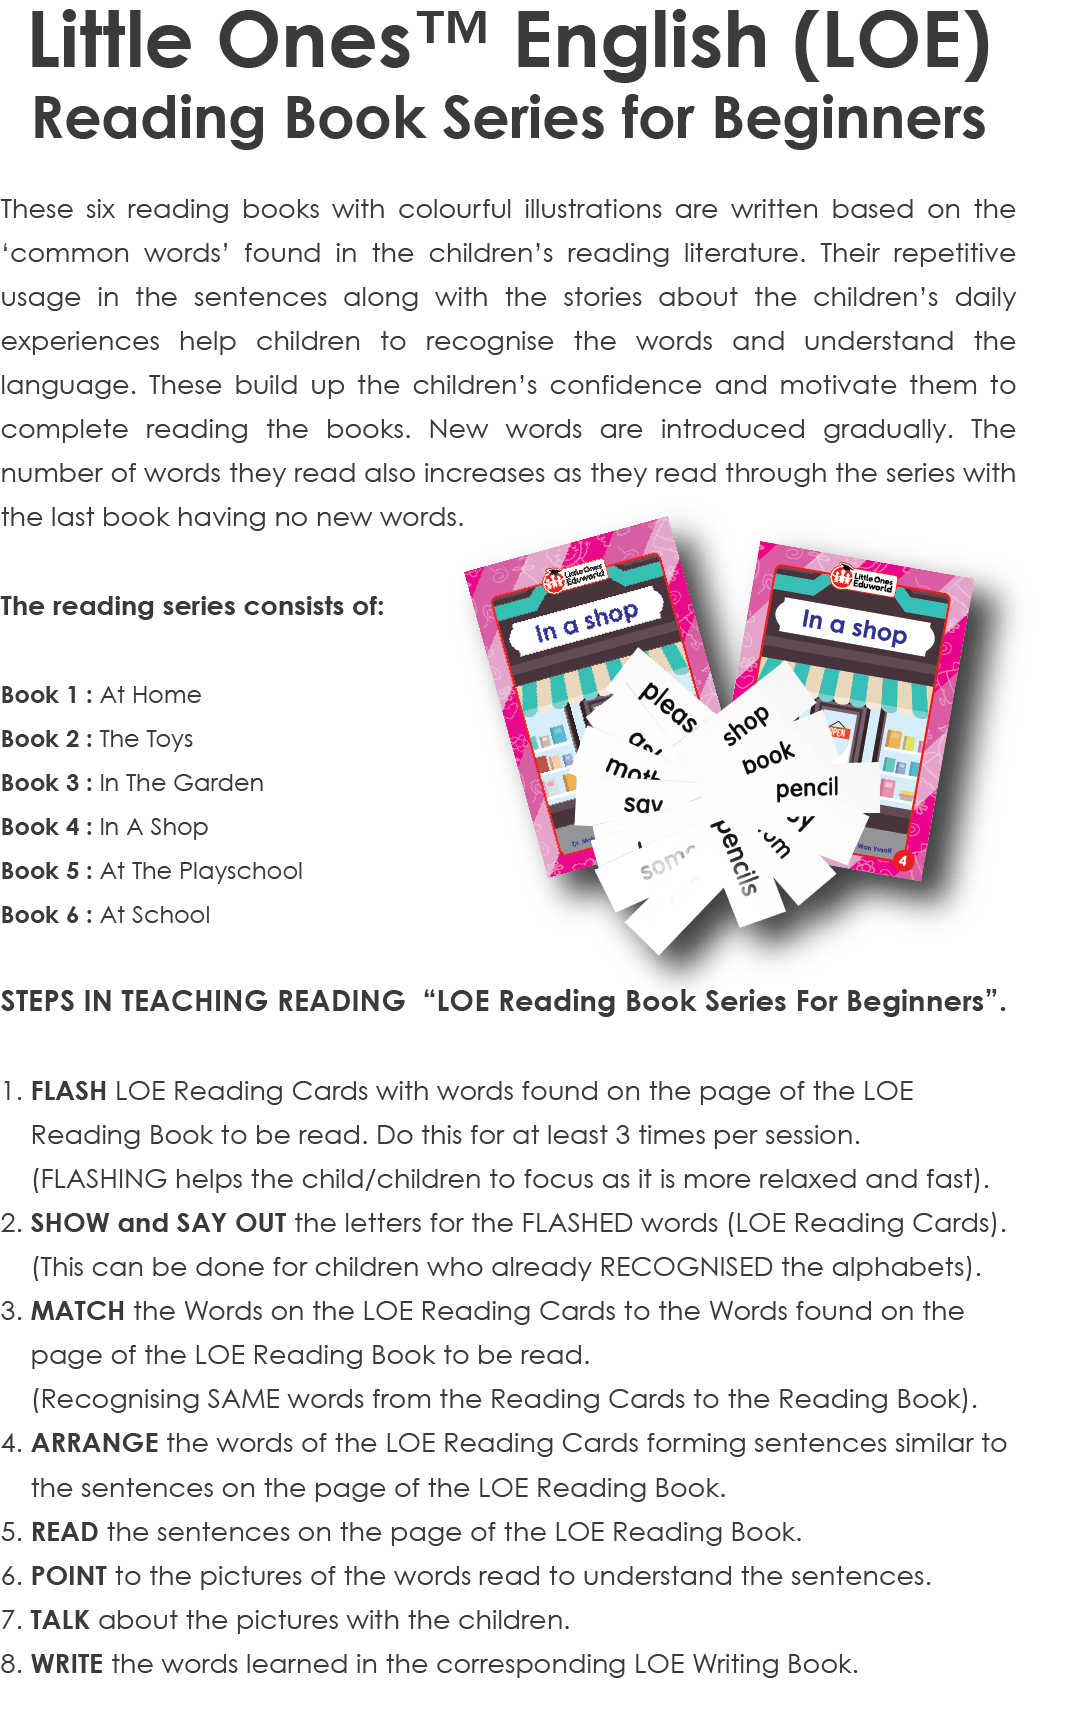 Little Ones™ English (LOE)
Reading Book Series for Beginners
These six reading books with colourful illustrations are written based on the
‘common words’ found in the children’s reading literature. Their repetitive
usage in the sentences along with the stories about the children’s daily
experiences help children to recognise the words and understand the
language. These build up the children’s confidence and motivate them to
complete reading the books. New words are introduced gradually. The
number of words they read also increases as they read through the series with
the last book having no new words.
The reading series consists of:
Book 1 : At Home
Book 2 : The Toys
Book 3 : In The Garden
Book 4 : In A Shop
Book 5 : At The Playschool
Book 6 : At School
Little Ones
Eduworld
In a shop
pleas
sav
some
Little Ones
Eduworld
In a shop
OPEN
shop
book
pencil
pencils
Wan Yusoff
4
STEPS IN TEACHING READING “LOE Reading Book Series For Beginners”.
1. FLASH LOE Reading Cards with words found on the page of the LOE
Reading Book to be read. Do this for at least 3 times per session.
(FLASHING helps the child/children to focus as it is more relaxed and fast).
2. SHOW and SAY OUT the letters for the FLASHED words (LOE Reading Cards).
(This can be done for children who already RECOGNISED the alphabets).
3. MATCH the Words on the LOE Reading Cards to the Words found on the
page of the LOE Reading Book to be read.
(Recognising SAME words from the Reading Cards to the Reading Book).
4. ARRANGE the words of the LOE Reading Cards forming sentences similar to
the sentences on the page of the LOE Reading Book.
5. READ the sentences on the page of the LOE Reading Book.
6. POINT to the pictures of the words read to understand the sentences.
7. TALK about the pictures with the children.
8. WRITE the words learned in the corresponding LOE Writing Book.